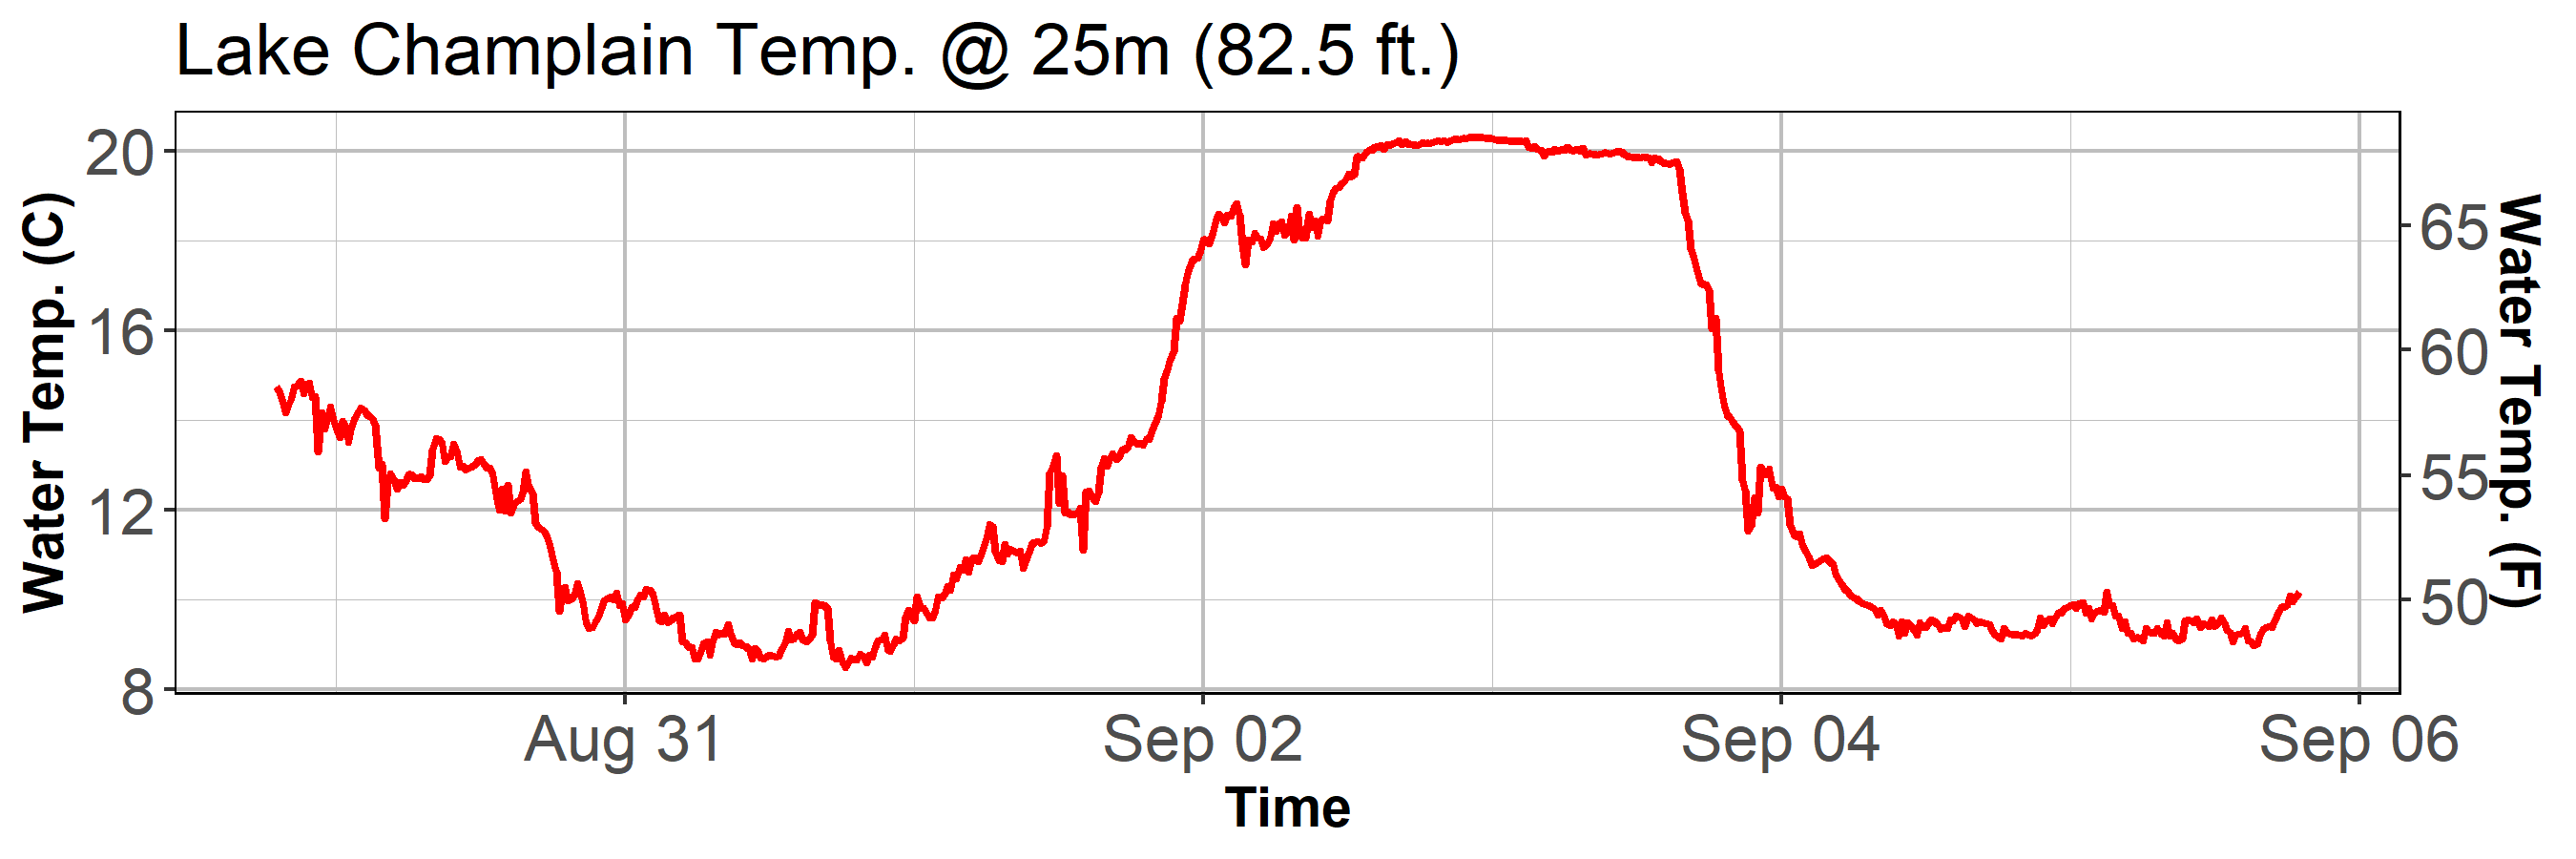 Lake Champlain Temp. @ 25m (82.5 ft.)
Water Temp. (C)
20
16
12
8
65
60
55
50
Water Temp. (F)
Aug 31
Sep 02
Sep 04
Sep 06
Time